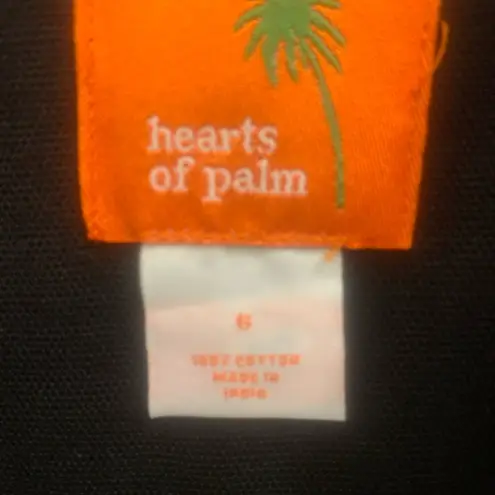 hearts
of palm
6
100% COTTON
MADE IN
INDIA